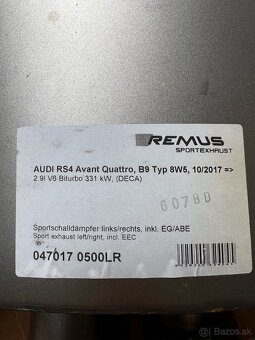 REMUS
SPORTEXHAUST
AUDI RS4 Avant Quattro, B9 Typ 8W5, 10/2017 =>
2.9l V6 Biturbo 331 kW, (DECA)
607B0
Sportschalldämpfer links/rechts, inkl. EG/ABE
Sport exhaust left/right, incl. EEC
047017 0500LR
bazos.sk